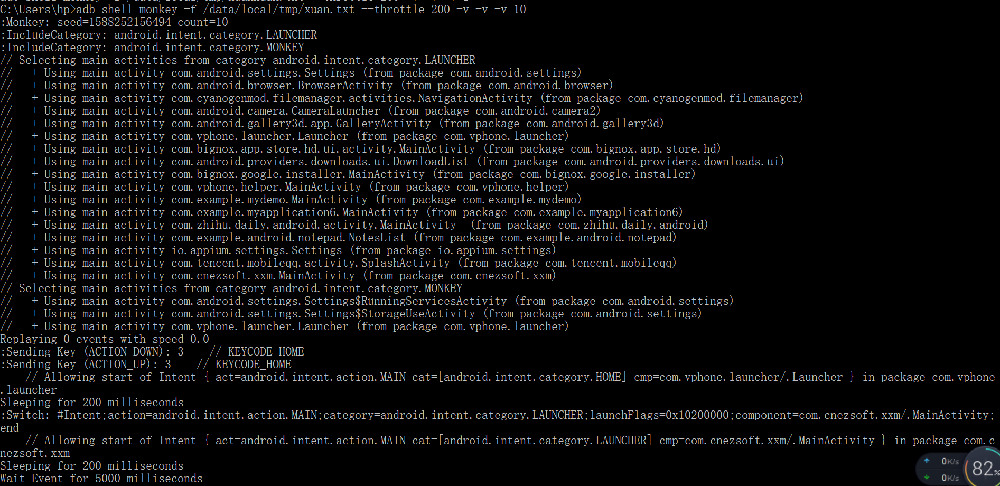 C:\Users\hp>adb shell monkey -f /data/local/tmp/xuan.txt --throttle 200 -v -v -v 10
:Monkey: seed=1588252156494 count=10
:IncludeCategory: android.intent.category.LAUNCHER
:IncludeCategory: android.intent.category.MONKEY
// Selecting main activities from category android.intent.category.LAUNCHER
//   + Using main activity com.android.settings.Settings (from package com.android.settings)
//   + Using main activity com.android.browser.BrowserActivity (from package com.android.browser)
//   + Using main activity com.cyanogenmod.filemanager.activities.NavigationActivity (from package com.cyanogenmod.filemanager)
//   + Using main activity com.android.camera.CameraLauncher (from package com.android.camera2)
//   + Using main activity com.android.gallery3d.app.GalleryActivity (from package com.android.gallery3d)
//   + Using main activity com.vphone.launcher.Launcher (from package com.vphone.launcher)
//   + Using main activity com.bignox.app.store.hd.ui.activity.MainActivity (from package com.bignox.app.store.hd)
//   + Using main activity com.android.providers.downloads.ui.DownloadList (from package com.android.providers.downloads.ui)
//   + Using main activity com.bignox.google.installer.MainActivity (from package com.bignox.google.installer)
//   + Using main activity com.vphone.helper.MainActivity (from package com.vphone.helper)
//   + Using main activity com.example.mydemo.MainActivity (from package com.example.mydemo)
//   + Using main activity com.example.myapplication6.MainActivity (from package com.example.myapplication6)
//   + Using main activity com.zhihu.daily.android.activity.MainActivity_ (from package com.zhihu.daily.android)
//   + Using main activity com.example.android.notepad.NotesList (from package com.example.android.notepad)
//   + Using main activity io.appium.settings.Settings (from package io.appium.settings)
//   + Using main activity com.tencent.mobileqq.activity.SplashActivity (from package com.tencent.mobileqq)
//   + Using main activity com.cnezsoft.xxm.MainActivity (from package com.cnezsoft.xxm)
// Selecting main activities from category android.intent.category.MONKEY
//   + Using main activity com.android.settings.Settings$RunningServicesActivity (from package com.android.settings)
//   + Using main activity com.android.settings.Settings$StorageUseActivity (from package com.android.settings)
//   + Using main activity com.vphone.launcher.Launcher (from package com.vphone.launcher)
Replaying 0 events with speed 0.0
:Sending Key (ACTION_DOWN): 3    // KEYCODE_HOME
:Sending Key (ACTION_UP): 3    // KEYCODE_HOME
    // Allowing start of Intent { act=android.intent.action.MAIN cat=[android.intent.category.HOME] cmp=com.vphone.launcher/.Launcher } in package com.vphone
.launcher
Sleeping for 200 milliseconds
:Switch: #Intent;action=android.intent.action.MAIN;category=android.intent.category.LAUNCHER;launchFlags=0x10200000;component=com.cnezsoft.xxm/.MainActivity;
end
    // Allowing start of Intent { act=android.intent.action.MAIN cat=[android.intent.category.LAUNCHER] cmp=com.cnezsoft.xxm/.MainActivity } in package com.c
nezsoft.xxm
Sleeping for 200 milliseconds
Wait Event for 5000 milliseconds
0K/s
0K/s
82%